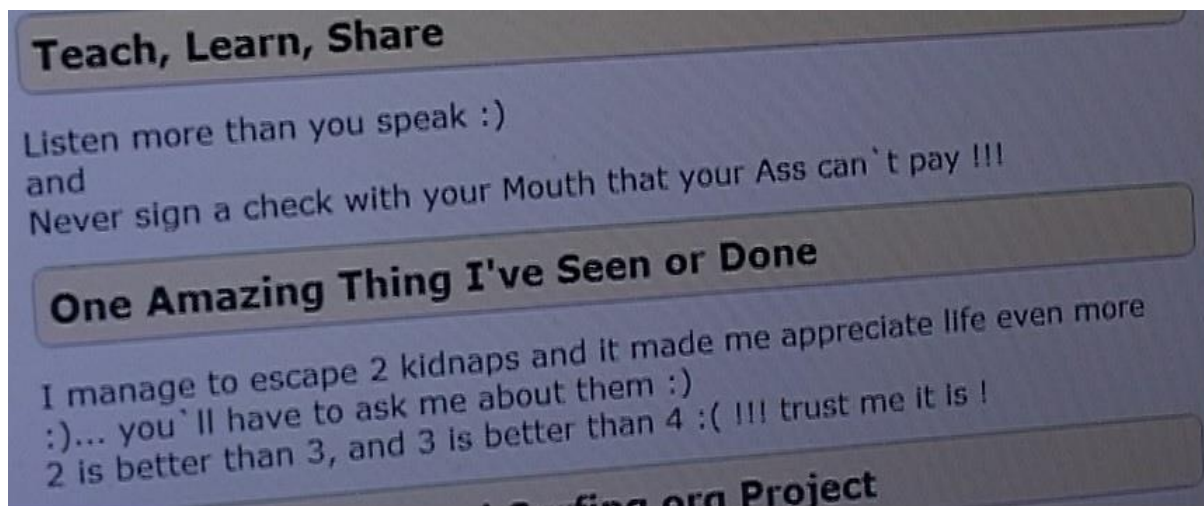 Teach, Learn, Share
Listen more than you speak :)
and
Never sign a check with your Mouth that your Ass can`t pay !!!
One Amazing Thing I've Seen or Done
I manage to escape 2 kidnaps and it made me appreciate life even more
:)... you`ll have to ask me about them :)
2 is better than 3, and 3 is better than 4 :( !!! trust me it is !
org Project